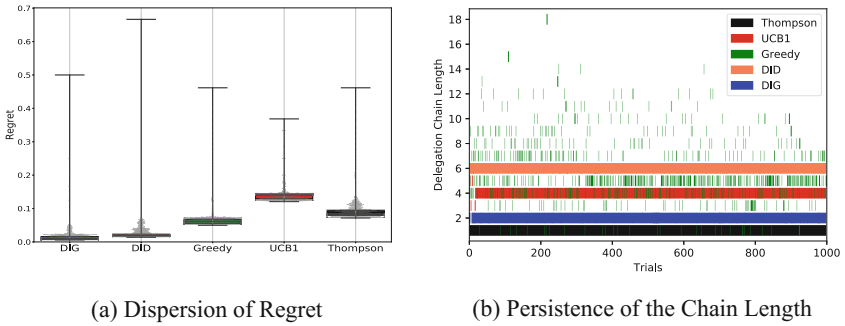 0.7
0.6
0.5
0.4
0.3
0.2
0.1
0.0
Regret
DIG
DID
Greedy
UCB1
Thompson
(a) Dispersion of Regret
18
16
14
12
10
8
6
4
2
Delegation Chain Length
Thompson
UCB1
Greedy
DID
DIG
0
200
400
600
800
1000
Trials
(b) Persistence of the Chain Length